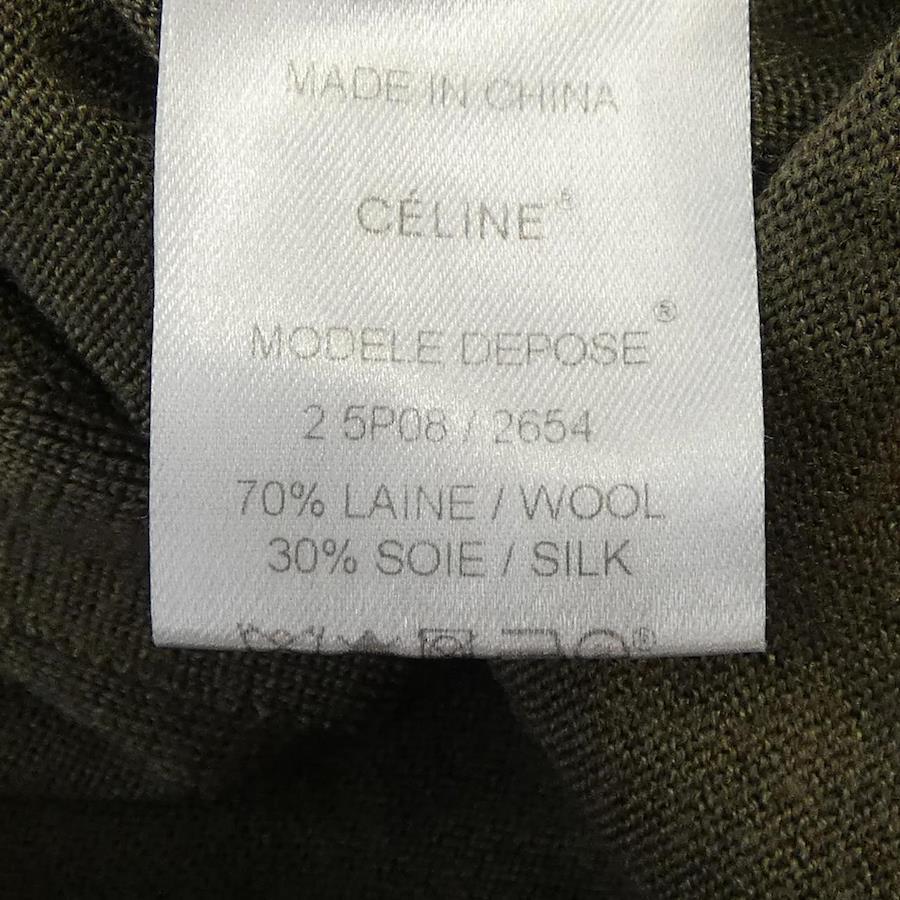 MADE IN CHINA
CÉLINE®
MODELE DEPOSE®
2 5P08 / 2654
70% LAINE / WOOL
30% SOIE / SILK